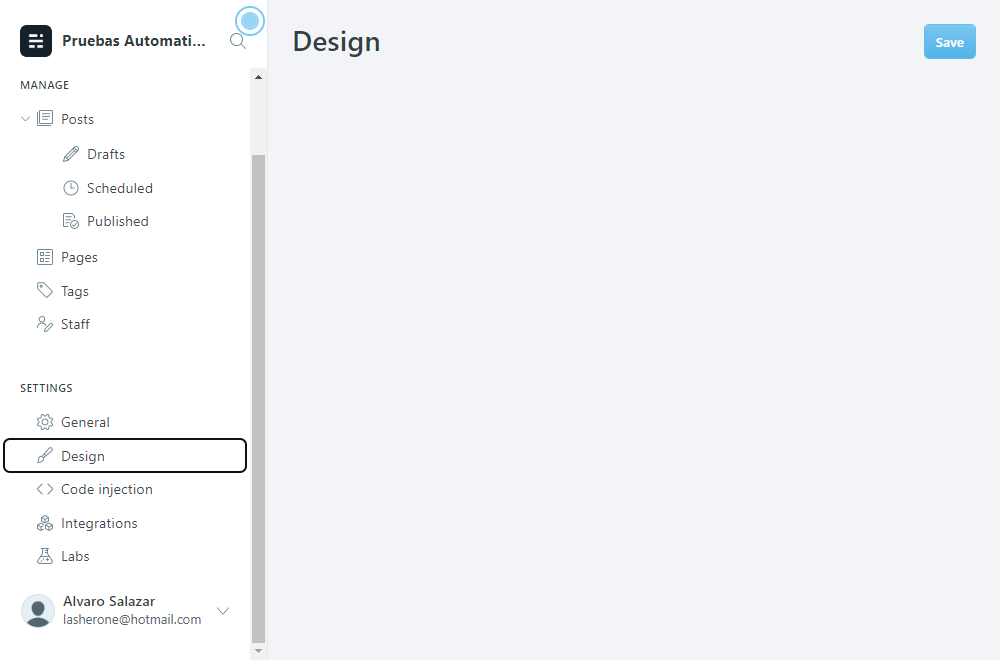 Pruebas Automati...
MANAGE
Posts
Drafts
Scheduled
Published
Pages
Tags
Staff
SETTINGS
General
Design
Code injection
Integrations
Labs
Alvaro Salazar
lasherone@hotmail.com
Design
Save